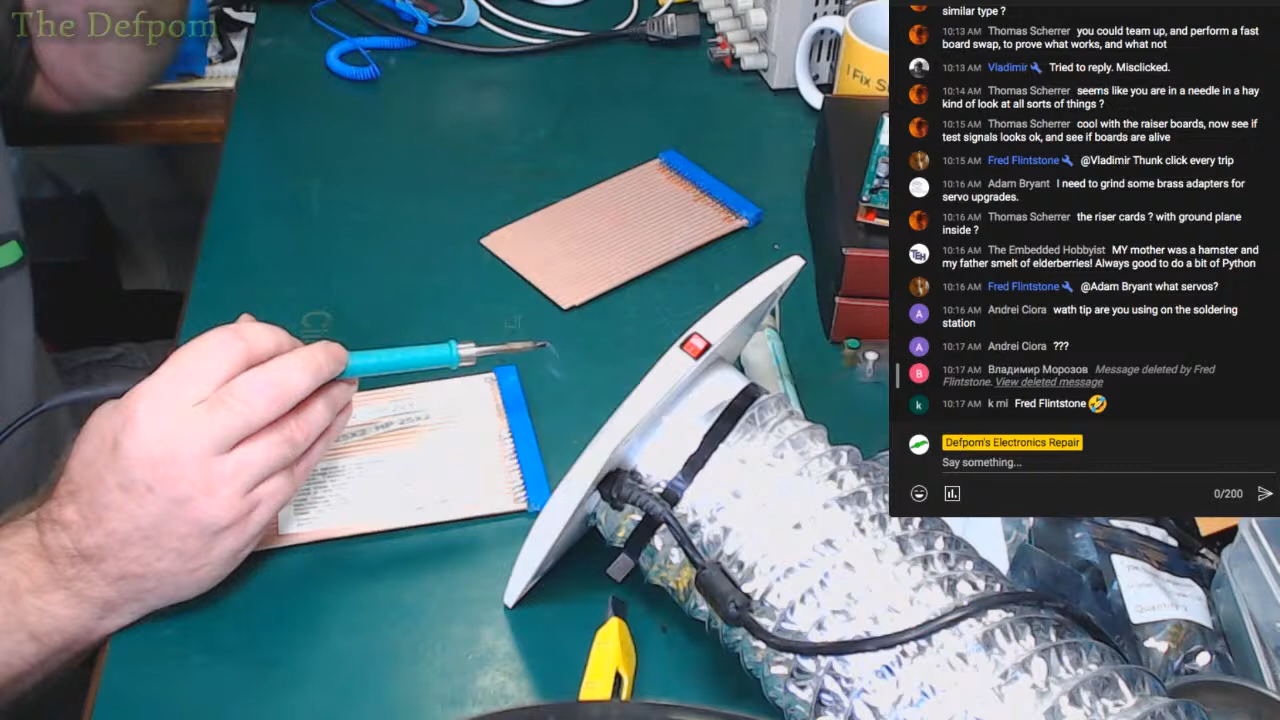 The Defpom
similar type ?
10:13 AM Thomas Scherrer you could team up, and perform a fast
board swap, to prove what works, and what not
10:13 AM Vladimir Tried to reply. Misclicked.
10:14 AM Thomas Scherrer seems like you are in a needle in a hay
kind of look at all sorts of things ?
10:15 AM Thomas Scherrer cool with the raiser boards, now see if
test signals looks ok, and see if boards are alive
10:15 AM Fred Flintstone @Vladimir Thunk click every trip
10:16 AM Adam Bryant I need to grind some brass adapters for
servo upgrades.
10:16 AM Thomas Scherrer the riser cards ? with ground plane
inside ?
TEH
10:16 AM The Embedded Hobbyist MY mother was a hamster and
my father smelt of elderberries! Always good to do a bit of Python
10:16 AM Fred Flintstone @Adam Bryant what servos?
A
10:16 AM Andrei Ciora wath tip are you using on the soldering
station
A
10:17 AM Andrei Ciora ???
В
10:17 AM Владимир Морозов Message deleted by Fred
Flintstone. View deleted message
k
10:17 AM k mi Fred Flintstone 🤣
Defpom's Electronics Repair
Say something...
0/200
I Fix S
25X2/MP 25X2
Quantity